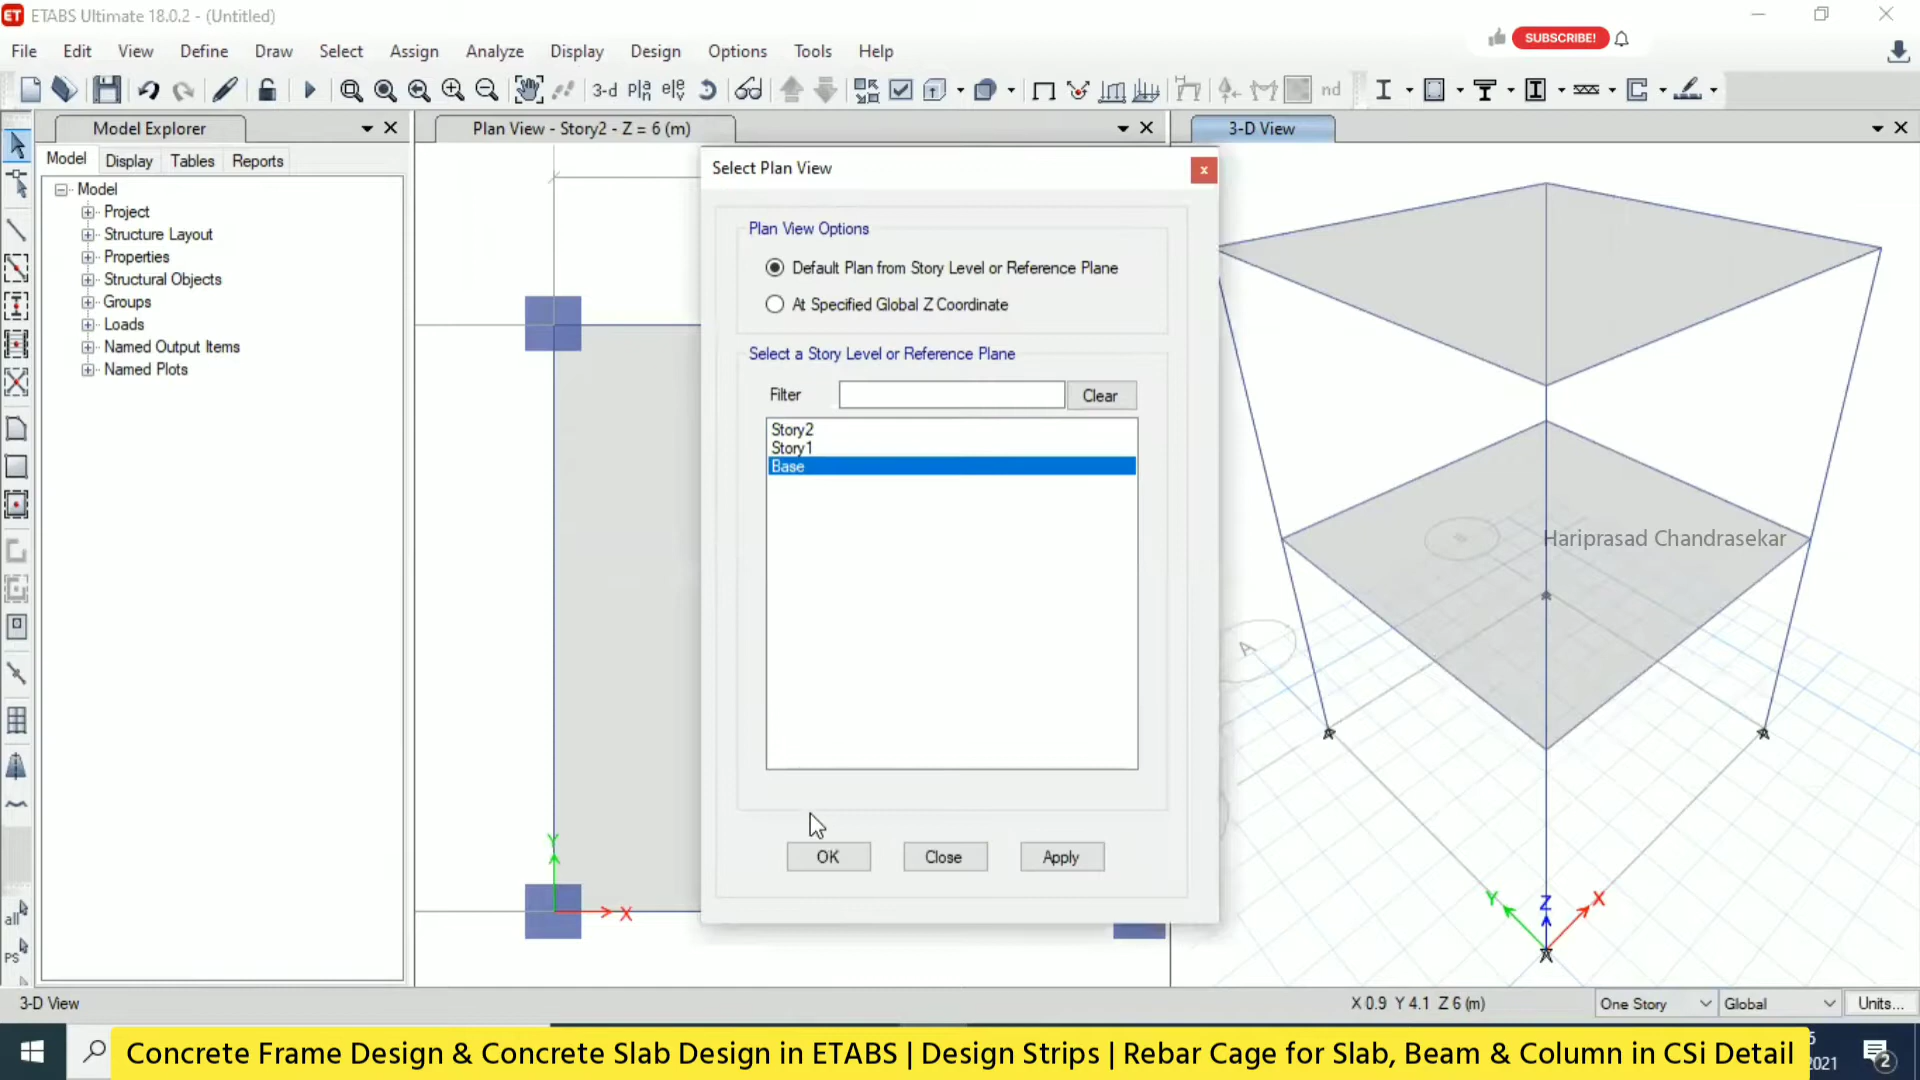 ETABS Ultimate 18.0.2 - (Untitled)
SUBSCRIBE!
File Edit View Define Draw Select Assign Analyze Display Design Options Tools Help
3-d
nd
Model Explorer
Plan View - Story2 - Z = 6 (m)
3-D View
Model Display Tables Reports
Model
Project
Structure Layout
Properties
Structural Objects
Groups
Loads
Named Output Items
Named Plots
Select Plan View
Plan View Options
Default Plan from Story Level or Reference Plane
At Specified Global Z Coordinate
Select a Story Level or Reference Plane
Filter
Clear
Story2
Story1
Base
OK
Close
Apply
Y
X
Hariprasad Chandrasekar
A
Y
Z
X
all
PS
3-D View
X 0.9 Y 4.1 Z 6 (m)
One Story
Global
Units...
Concrete Frame Design & Concrete Slab Design in ETABS | Design Strips | Rebar Cage for Slab, Beam & Column in CSi Detail
2